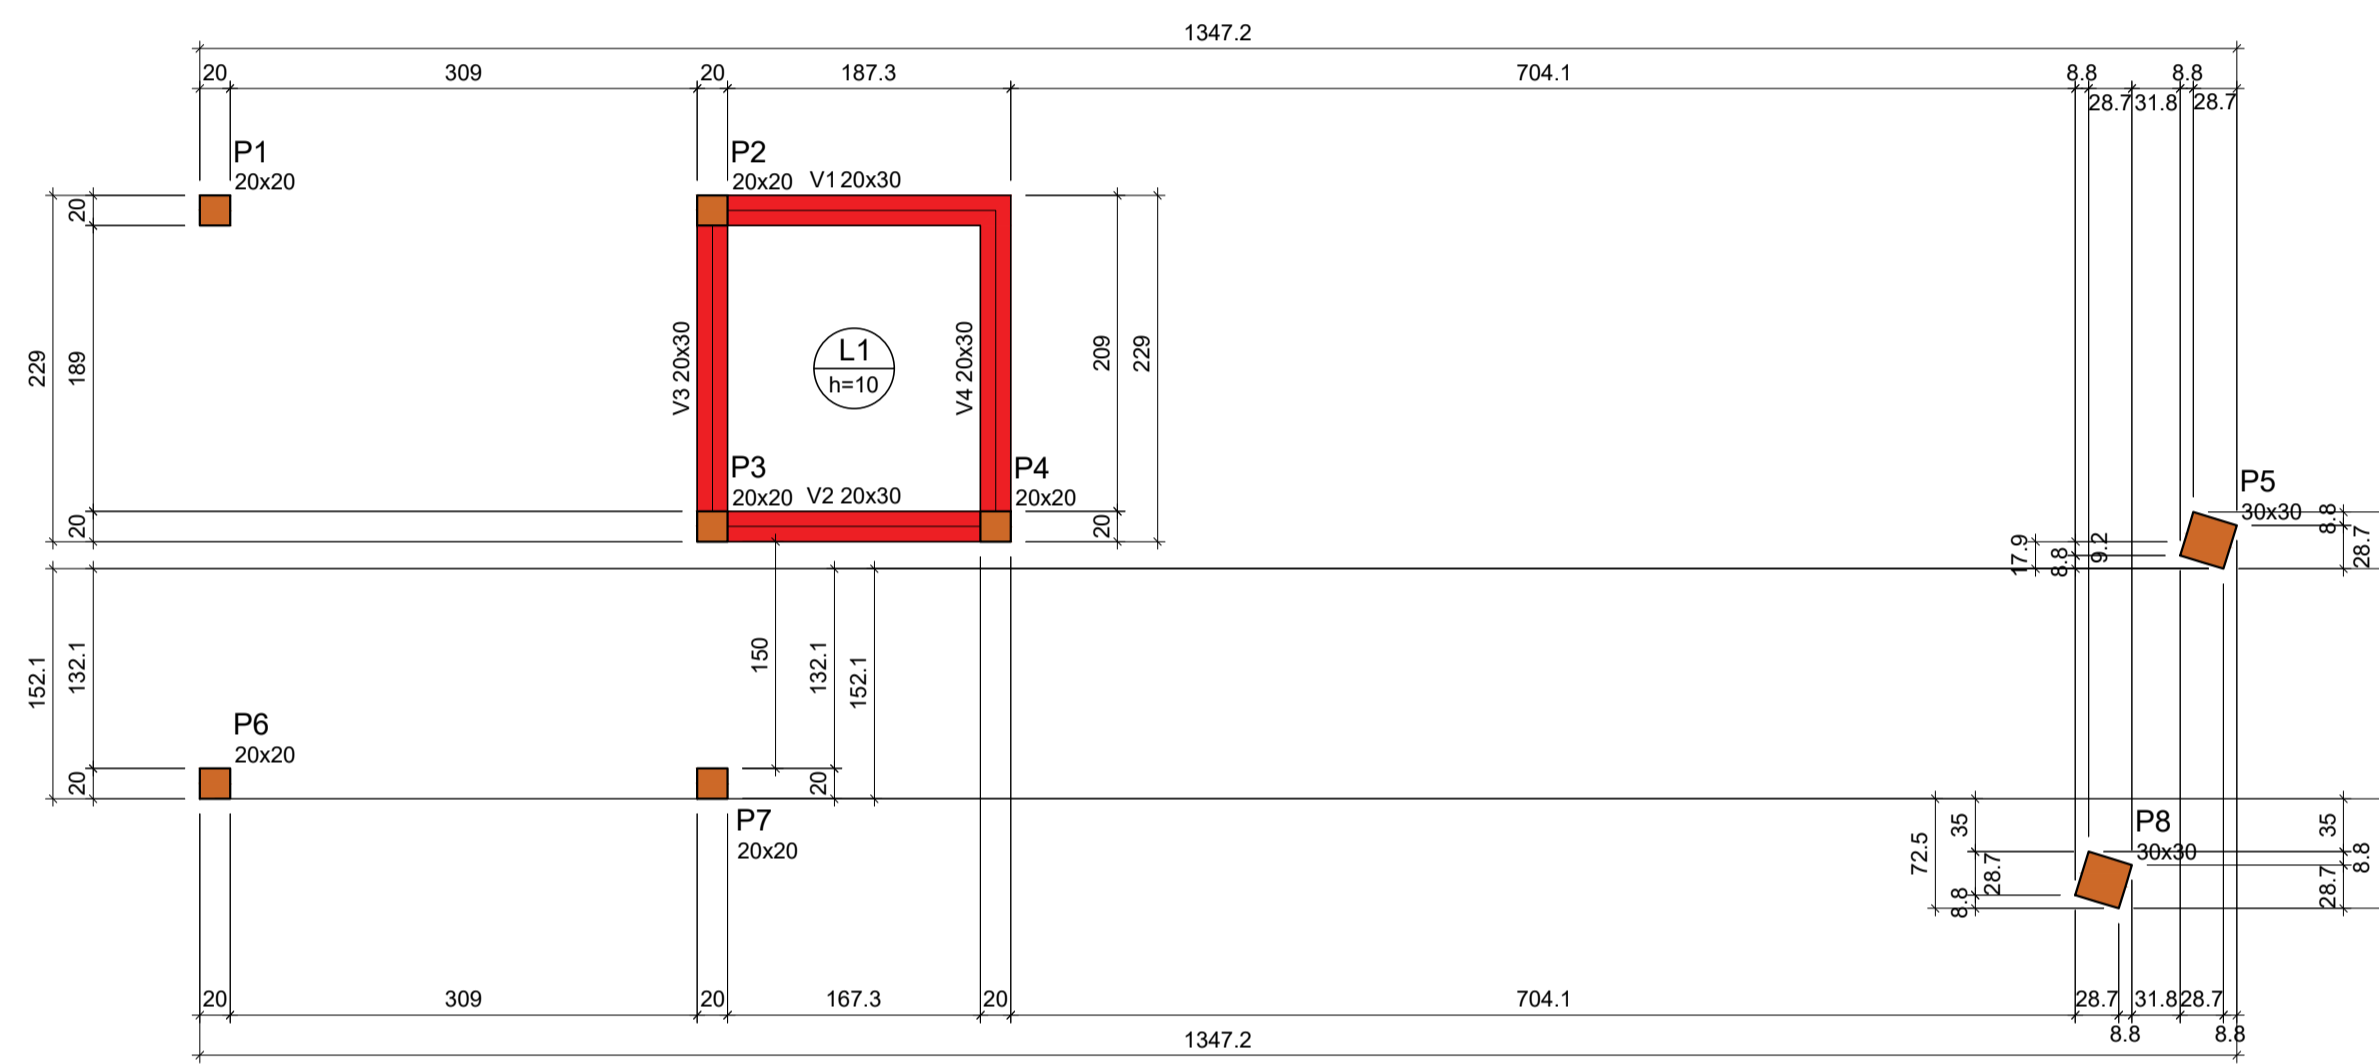 1347.2
20 309 20 187.3 704.1 8.8 8.8
28.7 31.8 28.7
P1
20x20
P2
20x20 V1 20x30
20
229
189
20
V3 20x30
L1
h=10
V4 20x30
209
229
20
P3
20x20 V2 20x30
P4
20x20
P5
30x30
8.8
28.7
17.9
8.8
9.2
152.1
132.1
20
150
132.1
20
152.1
P6
20x20
P7
20x20
P8
30x30
72.5
35
28.7
8.8
35
8.8
28.7
20 309 20 167.3 20 704.1 28.7 31.8 28.7
8.8 8.8
1347.2